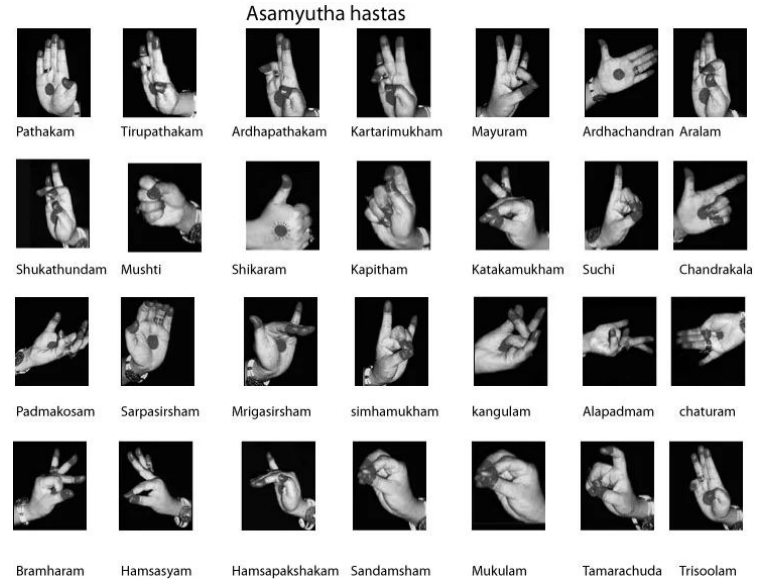 Asamyutha hastas
Pathakam Tirupathakam Ardhapathakam Kartarimukham Mayuram Ardhachandran Aralam
Shukathundam Mushti Shikaram Kapitham Katakamukham Suchi Chandrakala
Padmakosam Sarpasirsham Mrigasirsham simhamukham kangulam Alapadmam chaturam
Bramharam Hamsasyam Hamsapakshakam Sandamsham Mukulam Tamarachuda Trisoolam